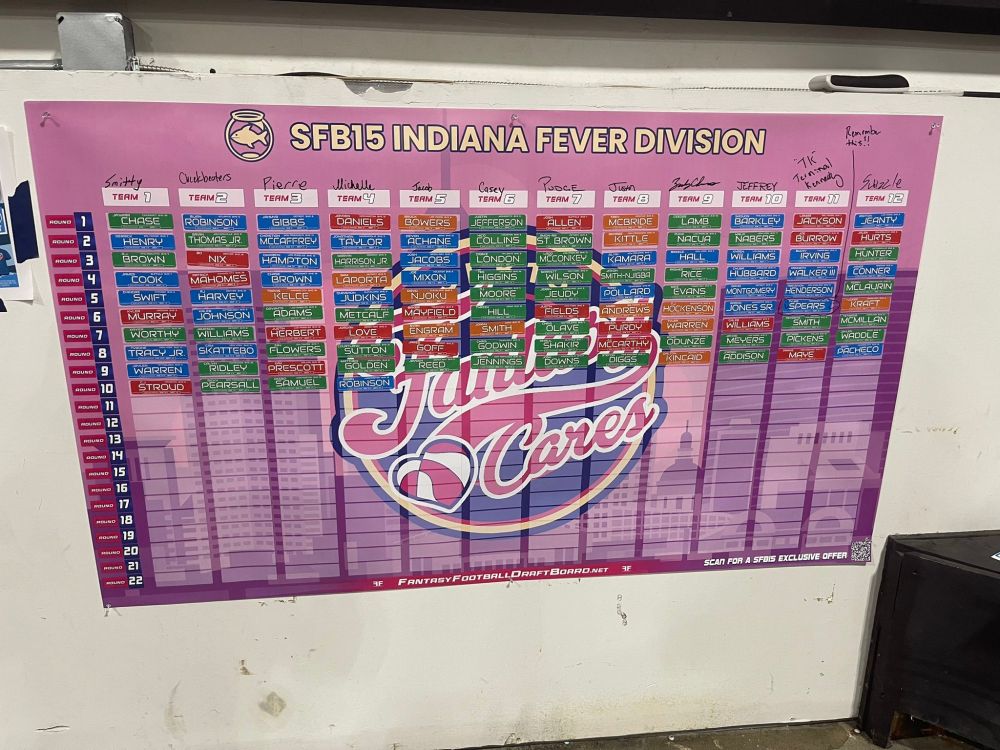 SFB15 INDIANA FEVER DIVISION
Remember this!!
Smitty Quickbeaters Pierre Michelle Jacob Casey PUDGE Justin JEFFREY "TK" Terminal Kennedy Swizzle
TEAM 1 TEAM 2 TEAM 3 TEAM 4 TEAM 5 TEAM 6 TEAM 7 TEAM 8 TEAM 9 TEAM 10 TEAM 11 TEAM 12
ROUND 1 CHASE ROBINSON GIBBS DANIELS BOWERS JEFFERSON ALLEN MCBRIDE LAMB BARKLEY JACKSON JEANTY
ROUND 2 HENRY THOMAS JR. MCCAFFREY TAYLOR ACHANE COLLINS ST. BROWN KITTLE NACUA NABERS BURROW HURTS
ROUND 3 BROWN NIX HAMPTON HARRISON JR JACOBS LONDON MCCONKEY KAMARA HALL WILLIAMS IRVING HUNTER
ROUND 4 COOK MAHOMES BROWN LAPORTA MIXON HIGGINS WILSON SMITH-NJIGBA RICE HUBBARD WALKER III CONNER
ROUND 5 SWIFT HARVEY KELCE JUDKINS NJOKU MOORE JEUDY POLLARD EVANS MONTGOMERY HENDERSON MCLAURIN
ROUND 6 MURRAY JOHNSON ADAMS METCALF MAYFIELD HILL FIELDS ANDREWS HOCKENSON JONES SR. SPEARS KRAFT
ROUND 7 WORTHY WILLIAMS HERBERT LOVE ENGRAM SMITH OLAVE PURDY WARREN WILLIAMS SMITH MCMILLAN
ROUND 8 TRACY JR. SKATTEBO FLOWERS SUTTON GOFF GODWIN SHAKIR MCCARTHY ODUNZE MEYERS PICKENS WADDLE
ROUND 9 WARREN RIDLEY PRESCOTT GOLDEN REED JENNINGS DOWNS DIGGS KINCAID ADDISON MAYE PACHECO
ROUND 10 STROUD PEARSALL SAMUEL ROBINSON
ROUND 11
ROUND 12
ROUND 13
ROUND 14
ROUND 15
ROUND 16
ROUND 17
ROUND 18
ROUND 19
ROUND 20
ROUND 21
ROUND 22
Cares
SCAN FOR A SFB15 EXCLUSIVE OFFER
FANTASYFOOTBALLDRAFTBOARD.NET